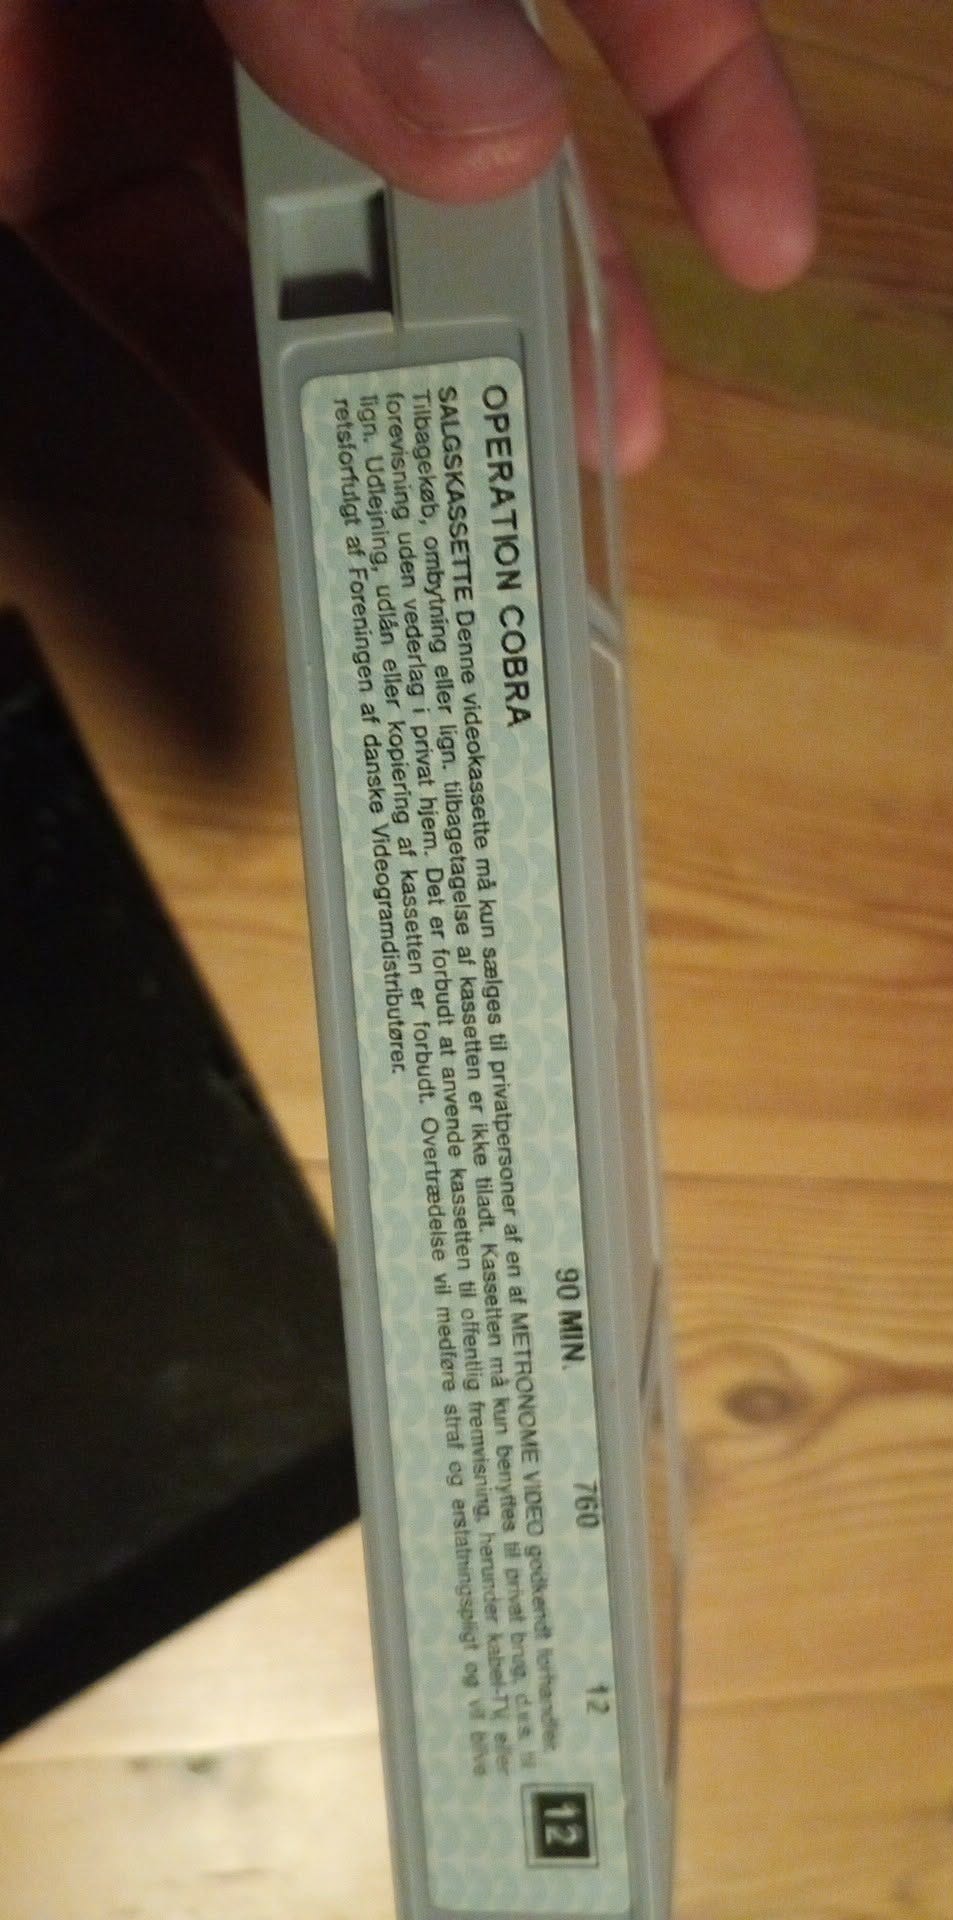 OPERATION COBRA 90 MIN. 760 12
SALGSKASSETTE Denne videokassette må kun sælges til privatpersoner af en af METRONOME VIDEO godkendt forhandler.
Tilbagekøb, ombytning eller lign. tilbagetagelse af kassetten er ikke tiladt. Kassetten må kun benyttes til privat brug, d.v.s. til
forevisning uden vederlag i privat hjem. Det er forbudt at anvende kassetten til offentlig fremvisning, herunder kabel-TV eller
lign. Udlejning, udlån eller kopiering af kassetten er forbudt. Overtrædelse vil medføre straf og erstatningspligt og vil blive
retsforfulgt af Foreningen af danske Videogramdistributører.
12